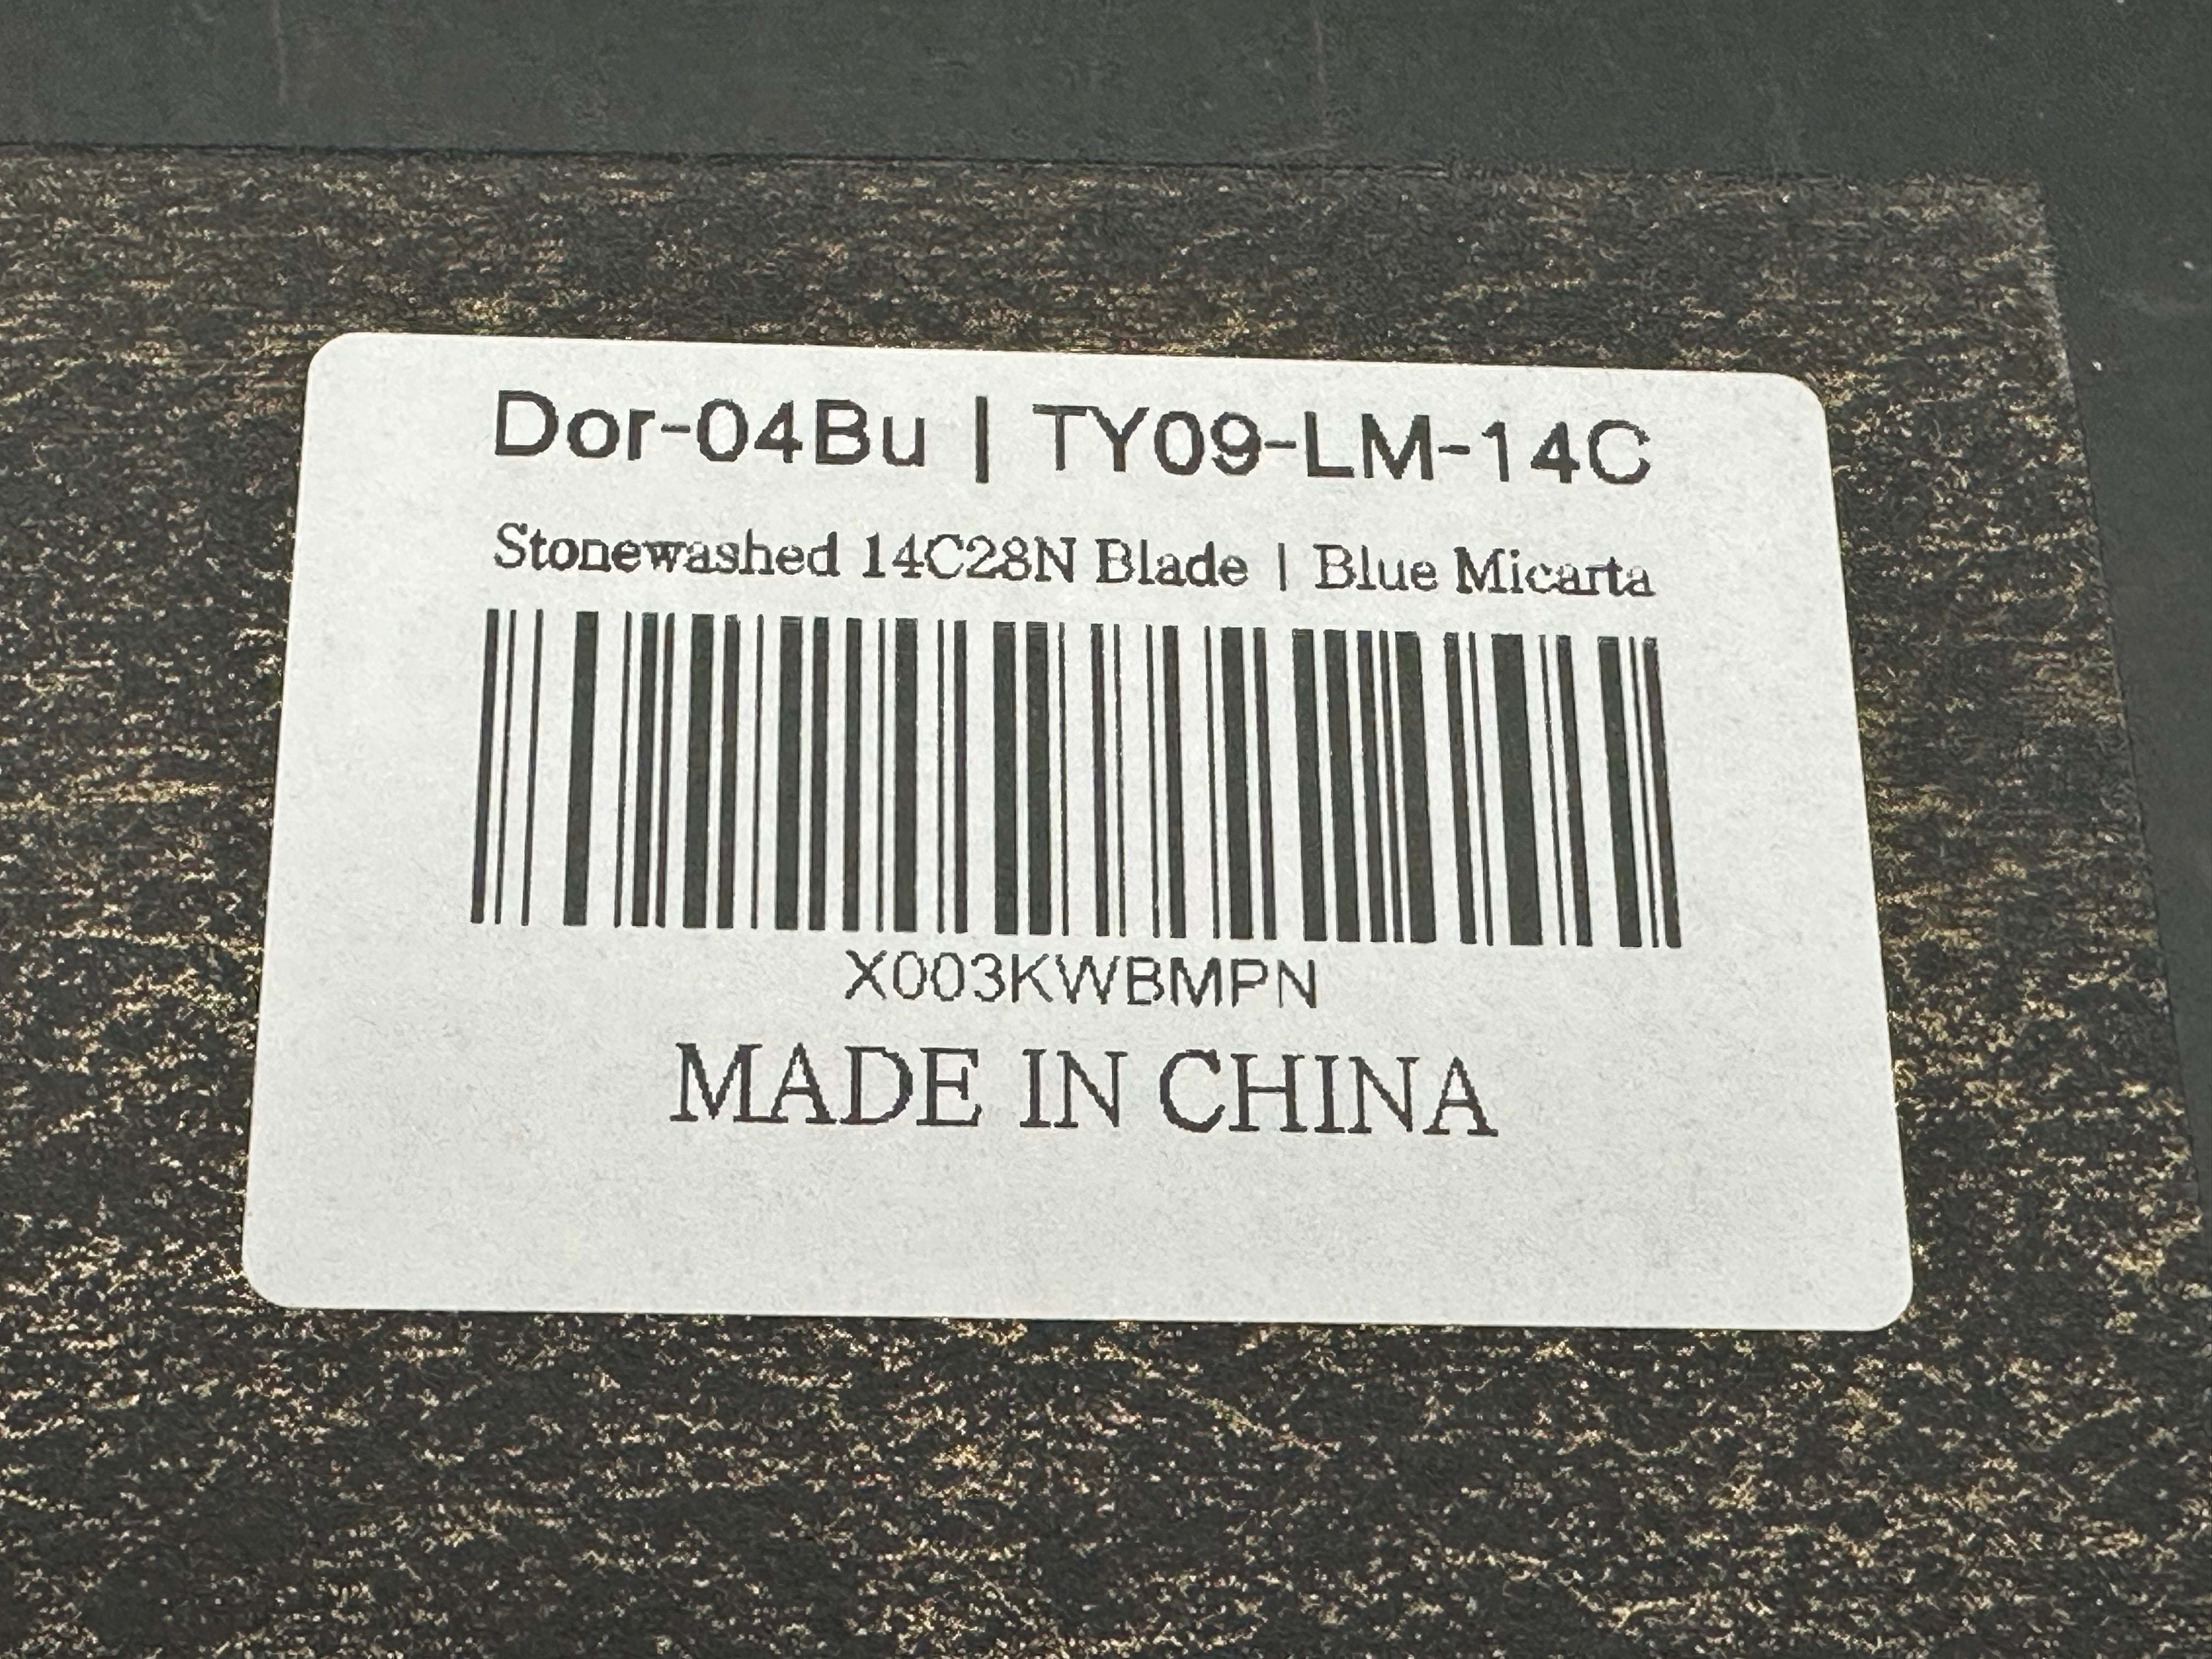 Dor-04Bu | TY09-LM-14C
Stonewashed 14C28N Blade | Blue Micarta
X003KWBMPN
MADE IN CHINA